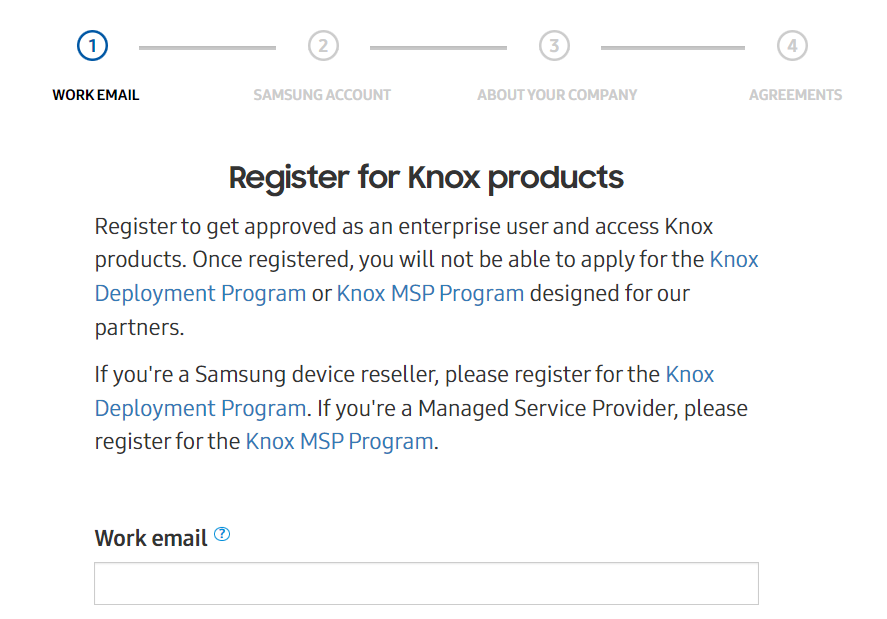 1 2 3 4
WORK EMAIL SAMSUNG ACCOUNT ABOUT YOUR COMPANY AGREEMENTS
Register for Knox products
Register to get approved as an enterprise user and access Knox
products. Once registered, you will not be able to apply for the Knox
Deployment Program or Knox MSP Program designed for our
partners.
If you're a Samsung device reseller, please register for the Knox
Deployment Program. If you're a Managed Service Provider, please
register for the Knox MSP Program.
Work email ?